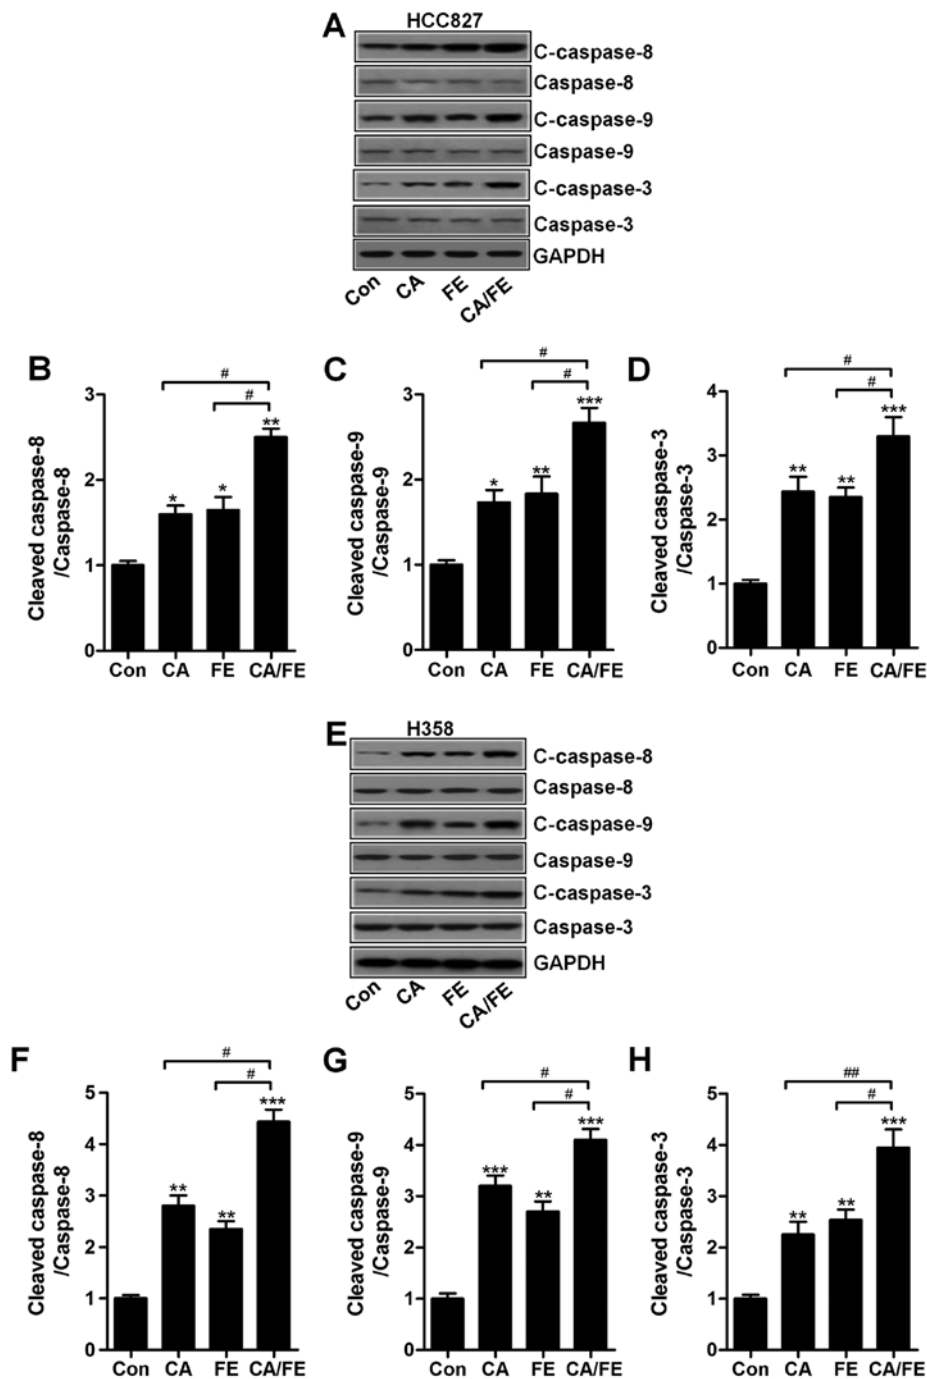 A
HCC827
C-caspase-8
Caspase-8
C-caspase-9
Caspase-9
C-caspase-3
Caspase-3
GAPDH
Con CA FE CA/FE
B
Cleaved caspase-8
/Caspase-8
3
2
1
0
#
#
*
*
**
Con CA FE CA/FE
C
Cleaved caspase-9
/Caspase-9
3
2
1
0
#
#
*
**
***
Con CA FE CA/FE
D
Cleaved caspase-3
/Caspase-3
4
3
2
1
0
#
#
**
**
***
Con CA FE CA/FE
E
H358
C-caspase-8
Caspase-8
C-caspase-9
Caspase-9
C-caspase-3
Caspase-3
GAPDH
Con CA FE CA/FE
F
Cleaved caspase-8
/Caspase-8
5
4
3
2
1
0
#
#
**
**
***
Con CA FE CA/FE
G
Cleaved caspase-9
/Caspase-9
5
4
3
2
1
0
#
#
***
**
***
Con CA FE CA/FE
H
Cleaved caspase-3
/Caspase-3
5
4
3
2
1
0
##
#
**
**
***
Con CA FE CA/FE